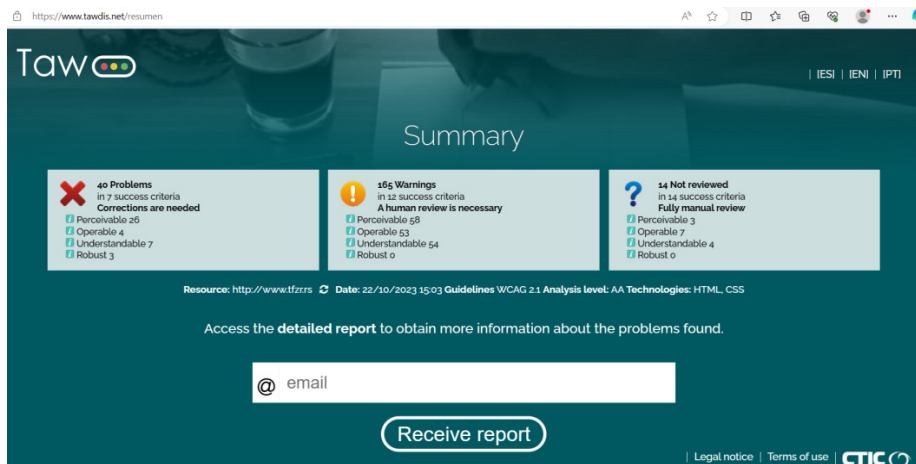 https://www.tawdis.net/resumen
Taw
| |ES| | |EN| | |PT|
Summary
40 Problems
in 7 success criteria
Corrections are needed
Perceivable 26
Operable 4
Understandable 7
Robust 3
165 Warnings
in 12 success criteria
A human review is necessary
Perceivable 58
Operable 53
Understandable 54
Robust 0
14 Not reviewed
in 14 success criteria
Fully manual review
Perceivable 3
Operable 7
Understandable 4
Robust 0
Resource: http://www.tfzr.rs Date: 22/10/2023 15:03 Guidelines WCAG 2.1 Analysis level: AA Technologies: HTML, CSS
Access the detailed report to obtain more information about the problems found.
@ email
Receive report
| Legal notice | Terms of use | CTIC